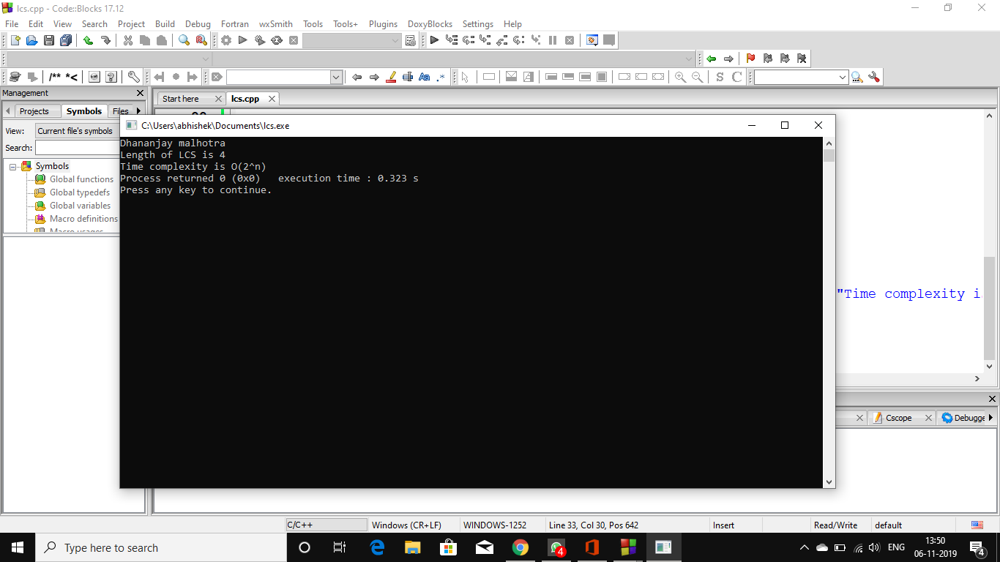 lcs.cpp - Code::Blocks 17.12
File Edit View Search Project Build Debug Fortran wxSmith Tools Tools+ Plugins DoxyBlocks Settings Help
/** *< Aa .* S C
Management
Start here lcs.cpp
Projects Symbols Files
View: Current file's symbols
Search:
Symbols
Global functions
Global typedefs
Global variables
Macro definitions
Macro usages
C:\Users\abhishek\Documents\lcs.exe
Dhananjay malhotra
Length of LCS is 4
Time complexity is O(2^n)
Process returned 0 (0x0)   execution time : 0.323 s
Press any key to continue.
"Time complexity i
Cscope Debugge
C/C++ Windows (CR+LF) WINDOWS-1252 Line 33, Col 30, Pos 642 Insert Read/Write default
Type here to search
4
ENG
13:50
06-11-2019
4